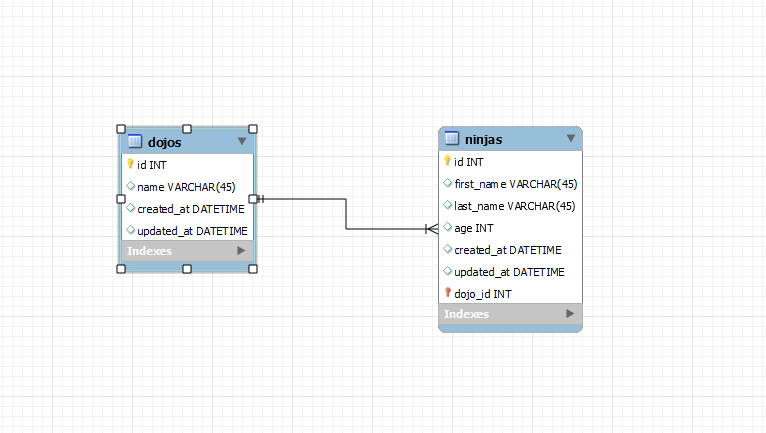 dojos
id INT
name VARCHAR(45)
created_at DATETIME
updated_at DATETIME
Indexes
ninjas
id INT
first_name VARCHAR(45)
last_name VARCHAR(45)
age INT
created_at DATETIME
updated_at DATETIME
dojo_id INT
Indexes